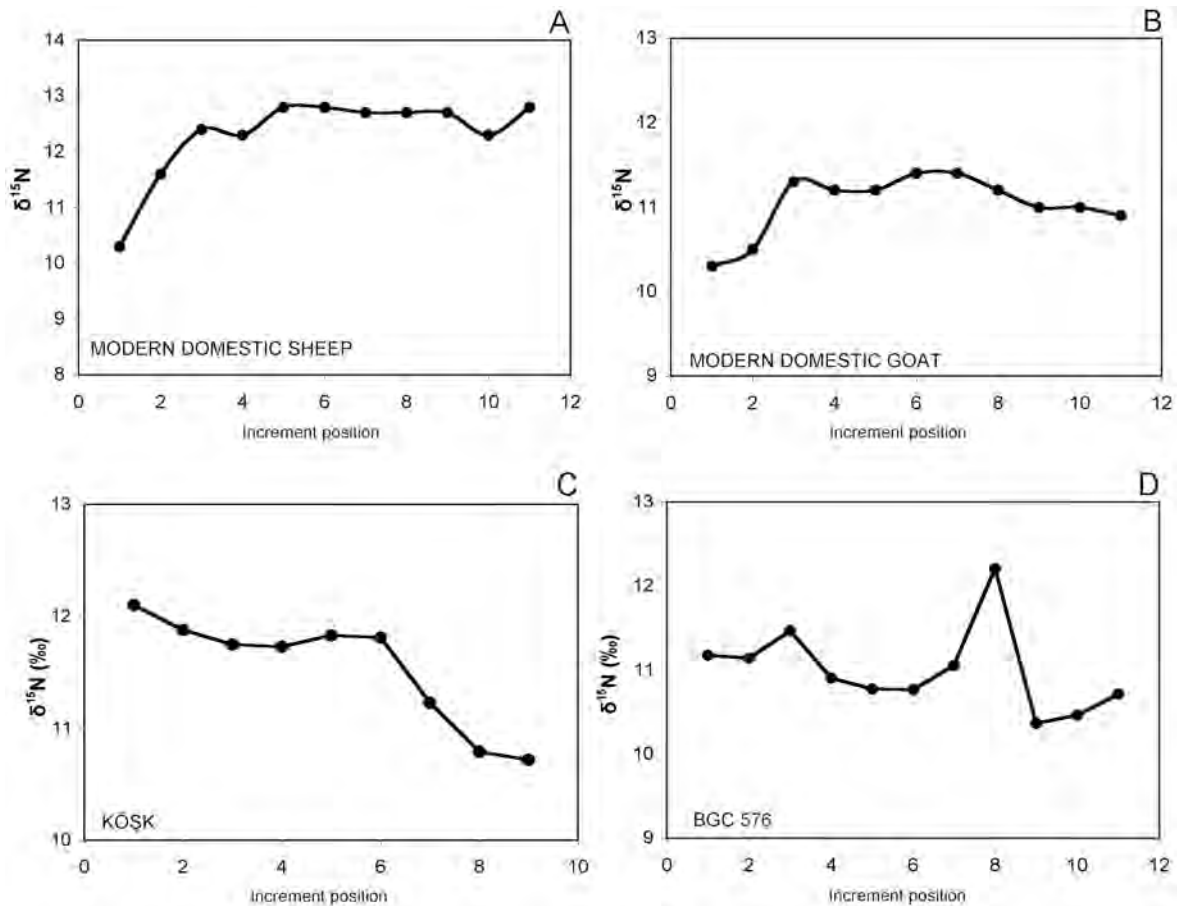 A
14
13
12
11
10
9
8
δ¹⁵N
MODERN DOMESTIC SHEEP
0 2 4 6 8 10 12
Increment position
B
13
12
11
10
9
δ¹⁵N
MODERN DOMESTIC GOAT
0 2 4 6 8 10 12
Increment position
C
13
12
11
10
δ¹⁵N (‰)
KÖŞK
0 2 4 6 8 10
Increment position
D
13
12
11
10
9
δ¹⁵N (‰)
BGC 576
0 2 4 6 8 10 12
Increment position